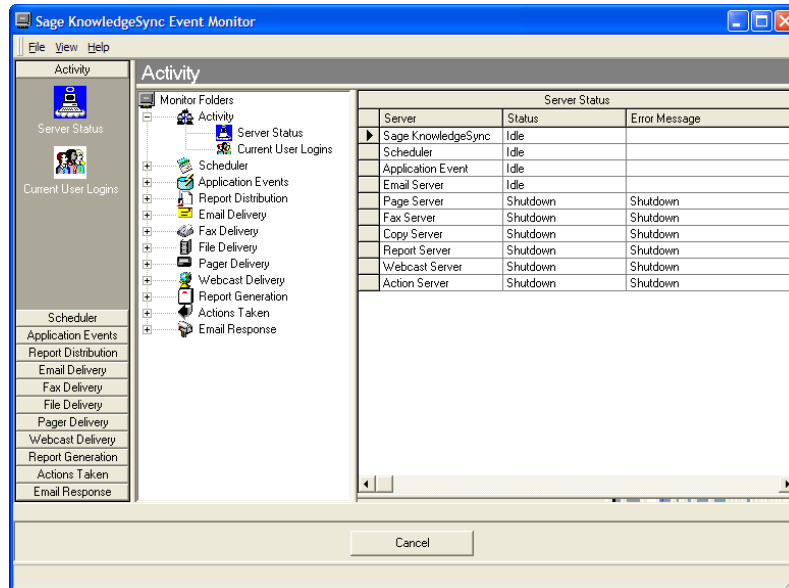 Sage KnowledgeSync Event Monitor
File View Help
Activity
Server Status
Current User Logins
Scheduler
Application Events
Report Distribution
Email Delivery
Fax Delivery
File Delivery
Pager Delivery
Webcast Delivery
Report Generation
Actions Taken
Email Response
Activity
Monitor Folders
Activity
Server Status
Current User Logins
Scheduler
Application Events
Report Distribution
Email Delivery
Fax Delivery
File Delivery
Pager Delivery
Webcast Delivery
Report Generation
Actions Taken
Email Response
Server Status
Server Status Error Message
Sage KnowledgeSync Idle
Scheduler Idle
Application Event Idle
Email Server Idle
Page Server Shutdown Shutdown
Fax Server Shutdown Shutdown
Copy Server Shutdown Shutdown
Report Server Shutdown Shutdown
Webcast Server Shutdown Shutdown
Action Server Shutdown Shutdown
Cancel